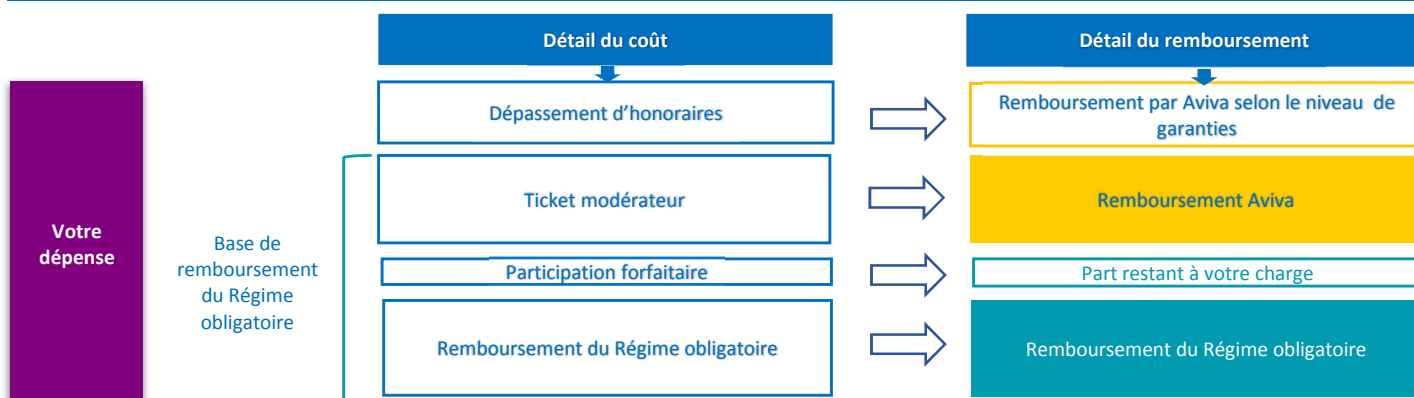 Détail du coût
Détail du remboursement
Dépassement d’honoraires
Remboursement par Aviva selon le niveau de
garanties
Ticket modérateur
Remboursement Aviva
Votre
dépense
Base de
remboursement
du Régime
obligatoire
Participation forfaitaire
Part restant à votre charge
Remboursement du Régime obligatoire
Remboursement du Régime obligatoire